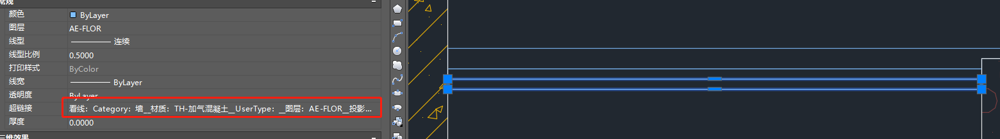 常规
颜色 ByLayer
图层 AE-FLOR
线型 连续
线型比例 0.5000
打印样式 ByColor
线宽 ByLayer
透明度 ByLayer
超链接 看线：Category：墙__材质：TH-加气混凝土__UserType：__图层：AE-FLOR__投影...
厚度 0.0000
三维效果